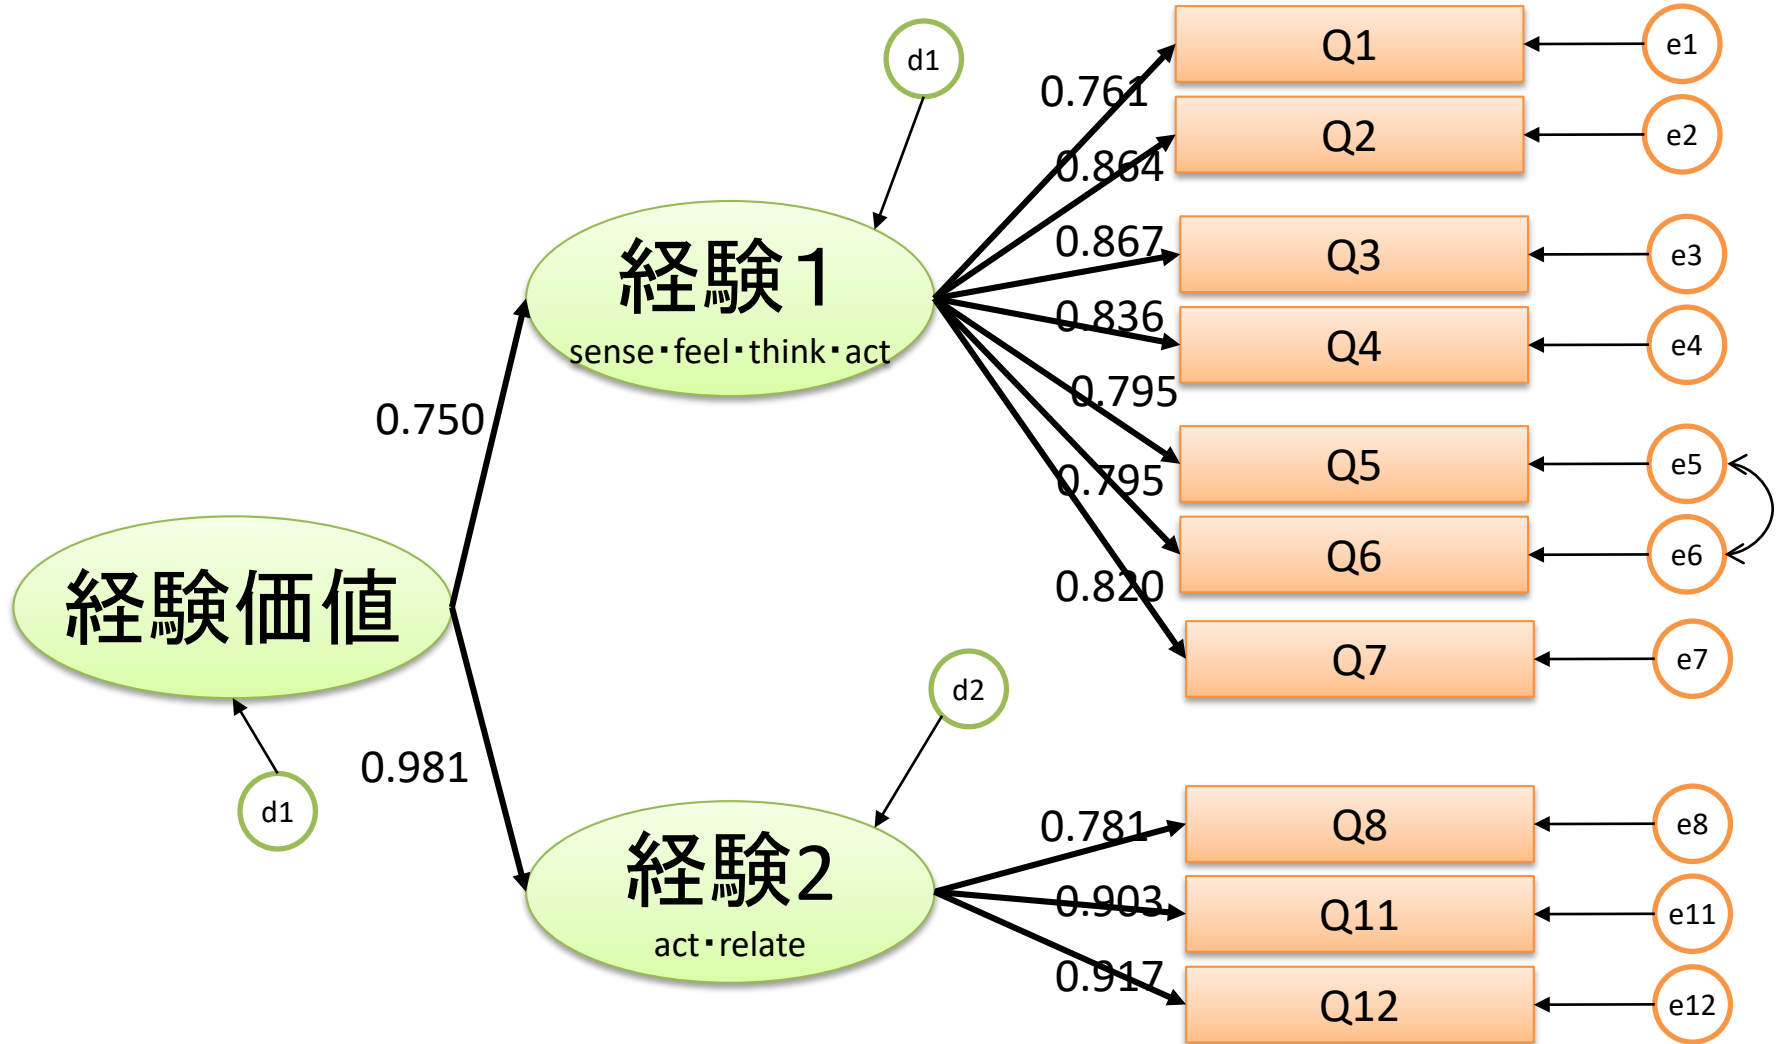 d1
Q1
e1
0.761
Q2
e2
0.864
経験1
sense・feel・think・act
0.867
Q3
e3
0.836
Q4
e4
0.795
Q5
e5
0.795
Q6
e6
0.820
Q7
e7
0.750
経験価値
d1
0.981
d2
経験2
act・relate
0.781
Q8
e8
0.903
Q11
e11
0.917
Q12
e12